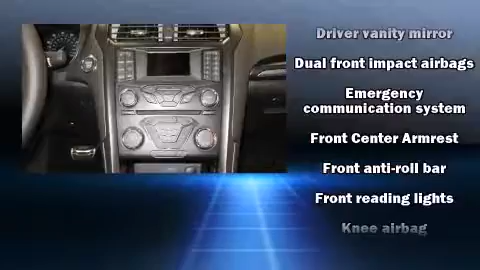 Driver vanity mirror
Dual front impact airbags
Emergency
communication system
Front Center Armrest
Front anti-roll bar
Front reading lights
Knee airbag